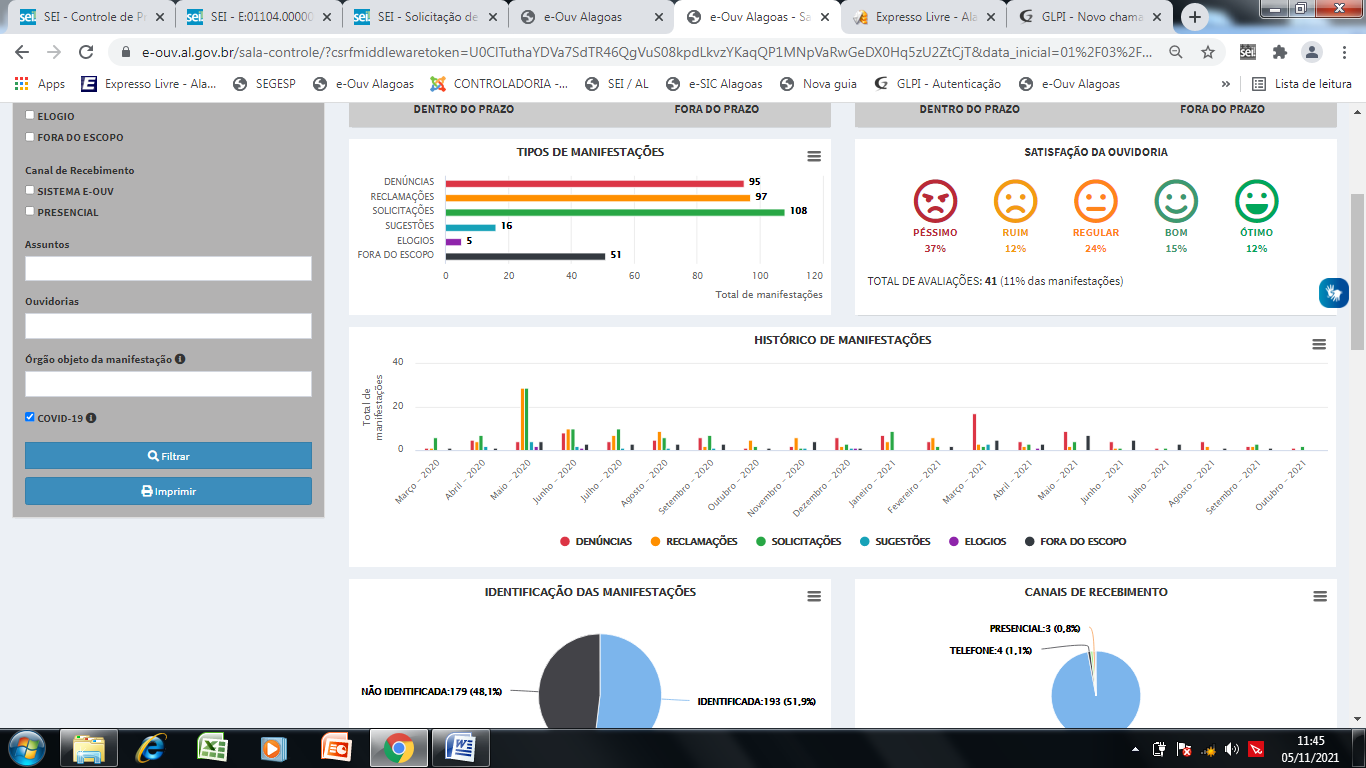 SEI - Controle de Pr
SEI - E:01104.00000
SEI - Solicitação de
e-Ouv Alagoas
e-Ouv Alagoas - Sa
Expresso Livre - Ala
GLPI - Novo chama
e-ouv.al.gov.br/sala-controle/?csrfmiddlewaretoken=U0ClTuthaYDVa7SdTR46QgVuS08kpdLkvzYKaqQP1MNpVaRwGeDX0Hq5zU2ZtCjT&data_inicial=01%2F03%2F...
Apps
Expresso Livre - Ala...
SEGESP
e-Ouv Alagoas
CONTROLADORIA -...
SEI / AL
e-SIC Alagoas
Nova guia
GLPI - Autenticação
e-Ouv Alagoas
»
Lista de leitura
ELOGIO
FORA DO ESCOPO
Canal de Recebimento
SISTEMA E-OUV
PRESENCIAL
Assuntos
Ouvidorias
Órgão objeto da manifestação
COVID-19
Filtrar
Imprimir
DENTRO DO PRAZO
FORA DO PRAZO
DENTRO DO PRAZO
FORA DO PRAZO
TIPOS DE MANIFESTAÇÕES
DENÚNCIAS 95
RECLAMAÇÕES 97
SOLICITAÇÕES 108
SUGESTÕES 16
ELOGIOS 5
FORA DO ESCOPO 51
0 20 40 60 80 100 120
Total de manifestações
SATISFAÇÃO DA OUVIDORIA
PÉSSIMO RUIM REGULAR BOM ÓTIMO
37% 12% 24% 15% 12%
TOTAL DE AVALIAÇÕES: 41 (11% das manifestações)
HISTÓRICO DE MANIFESTAÇÕES
Total de
manifestações
40
20
0
Março – 2020
Abril – 2020
Maio – 2020
Junho – 2020
Julho – 2020
Agosto – 2020
Setembro – 2020
Outubro – 2020
Novembro – 2020
Dezembro – 2020
Janeiro – 2021
Fevereiro – 2021
Março – 2021
Abril – 2021
Maio – 2021
Junho – 2021
Julho – 2021
Agosto – 2021
Setembro – 2021
Outubro – 2021
DENÚNCIAS RECLAMAÇÕES SOLICITAÇÕES SUGESTÕES ELOGIOS FORA DO ESCOPO
IDENTIFICAÇÃO DAS MANIFESTAÇÕES
NÃO IDENTIFICADA:179 (48,1%)
IDENTIFICADA:193 (51,9%)
CANAIS DE RECEBIMENTO
PRESENCIAL:3 (0,8%)
TELEFONE:4 (1,1%)
11:45
05/11/2021